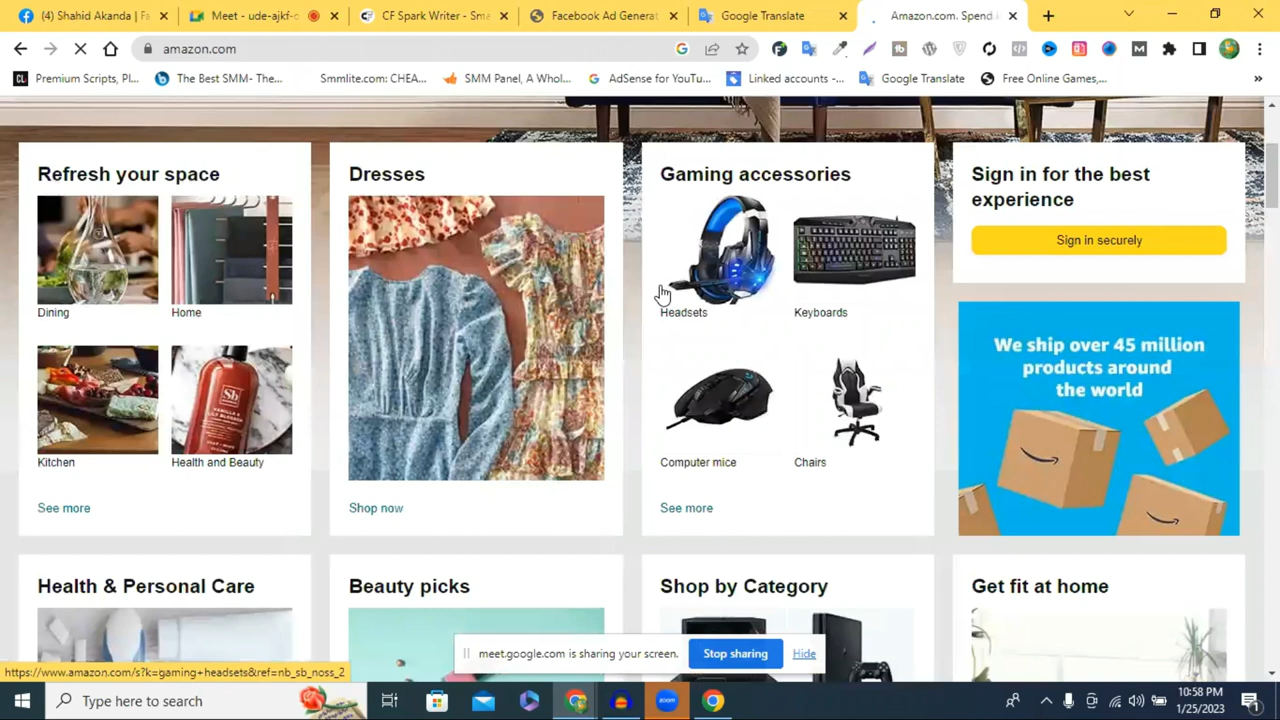 (4) Shahid Akanda | Fa
Meet - ude-ajkf-c
CF Spark Writer - Sma
Facebook Ad Generat
Google Translate
Amazon.com. Spend
amazon.com
Premium Scripts, Pl...
The Best SMM- The...
Smmlite.com: CHEA...
SMM Panel, A Whol...
AdSense for YouTu...
Linked accounts -...
Google Translate
Free Online Games,...
Refresh your space
Dining
Home
Kitchen
Health and Beauty
See more
Dresses
Shop now
Gaming accessories
Headsets
Keyboards
Computer mice
Chairs
See more
Sign in for the best
experience
Sign in securely
We ship over 45 million
products around
the world
Health & Personal Care
Beauty picks
Shop by Category
Get fit at home
meet.google.com is sharing your screen.
Stop sharing
Hide
https://www.amazon.com/s?k=gaming+headsets&ref=nb_sb_noss_2
Type here to search
zoom
10:58 PM
1/25/2023